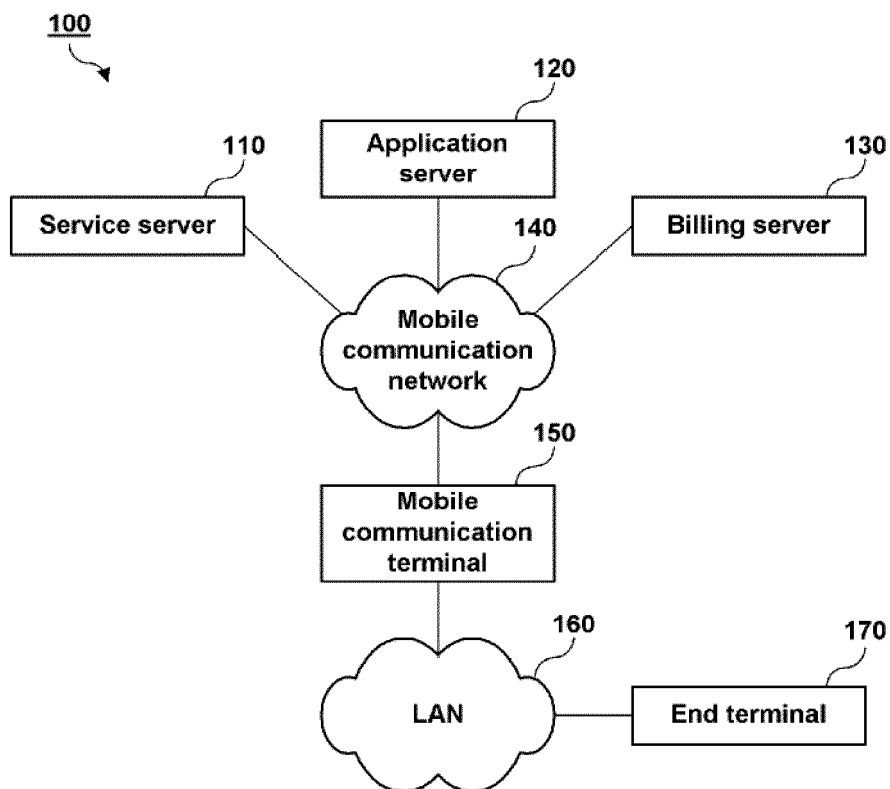 100
120
Application
server
110
Service server
130
Billing server
140
Mobile
communication
network
150
Mobile
communication
terminal
160
LAN
170
End terminal